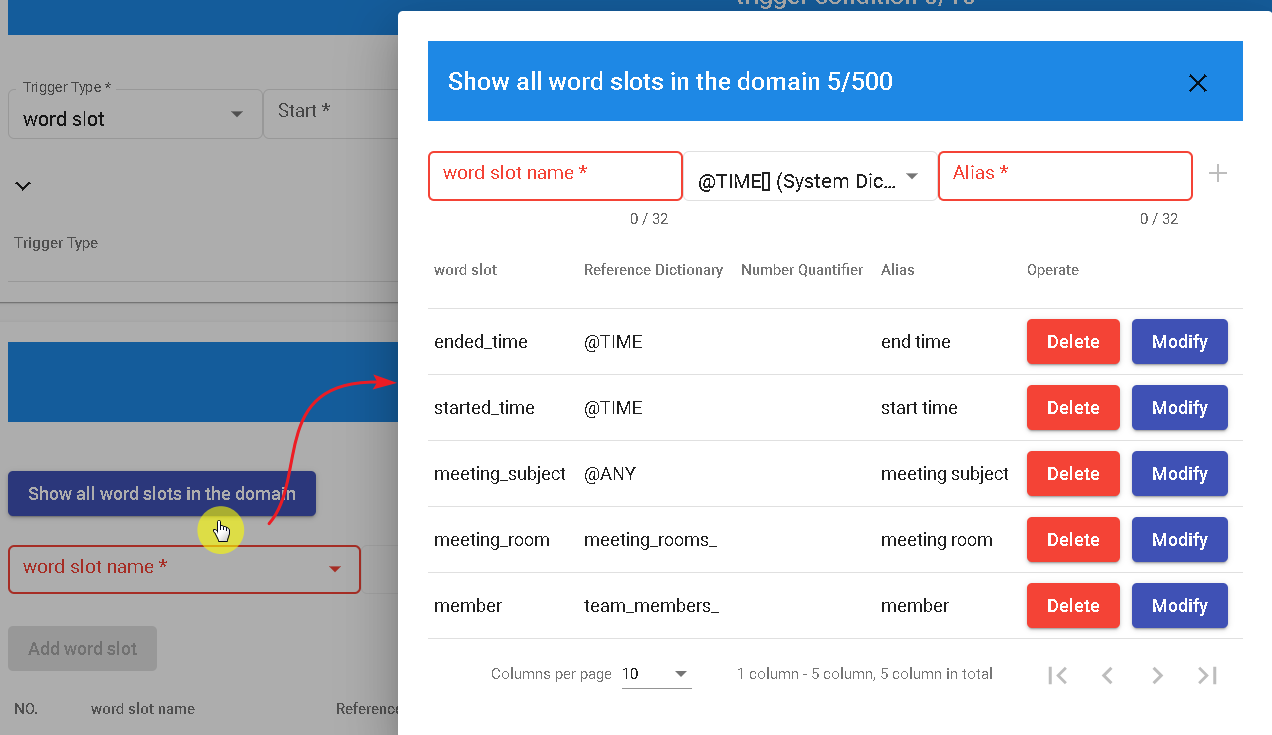 trigger condition 0/10
Trigger Type *
word slot
Start *
Trigger Type
Show all word slots in the domain
word slot name *
Add word slot
NO. word slot name Reference
Show all word slots in the domain 5/500
word slot name * @TIME[] (System Dic... Alias *
0 / 32 0 / 32
word slot Reference Dictionary Number Quantifier Alias Operate
ended_time @TIME end time Delete Modify
started_time @TIME start time Delete Modify
meeting_subject @ANY meeting subject Delete Modify
meeting_room meeting_rooms_ meeting room Delete Modify
member team_members_ member Delete Modify
Columns per page 10 1 column - 5 column, 5 column in total